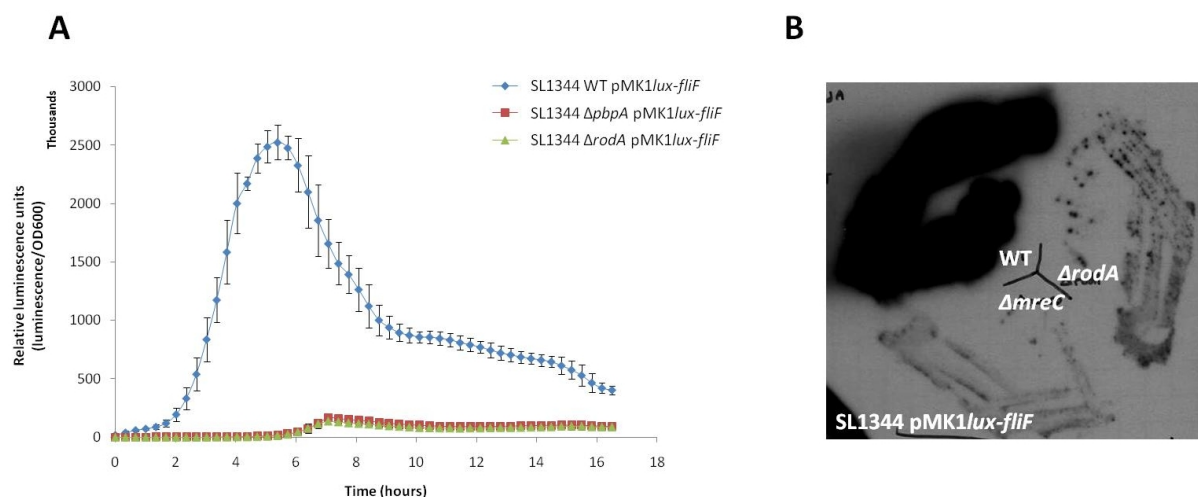 A
B
Thousands
3000
2500
2000
1500
1000
500
0
Relative luminescence units
(luminescence/OD600)
0 2 4 6 8 10 12 14 16 18
Time (hours)
SL1344 WT pMK1lux-fliF
SL1344 ΔpbpA pMK1lux-fliF
SL1344 ΔrodA pMK1lux-fliF
WT
ΔrodA
ΔmreC
SL1344 pMK1lux-fliF